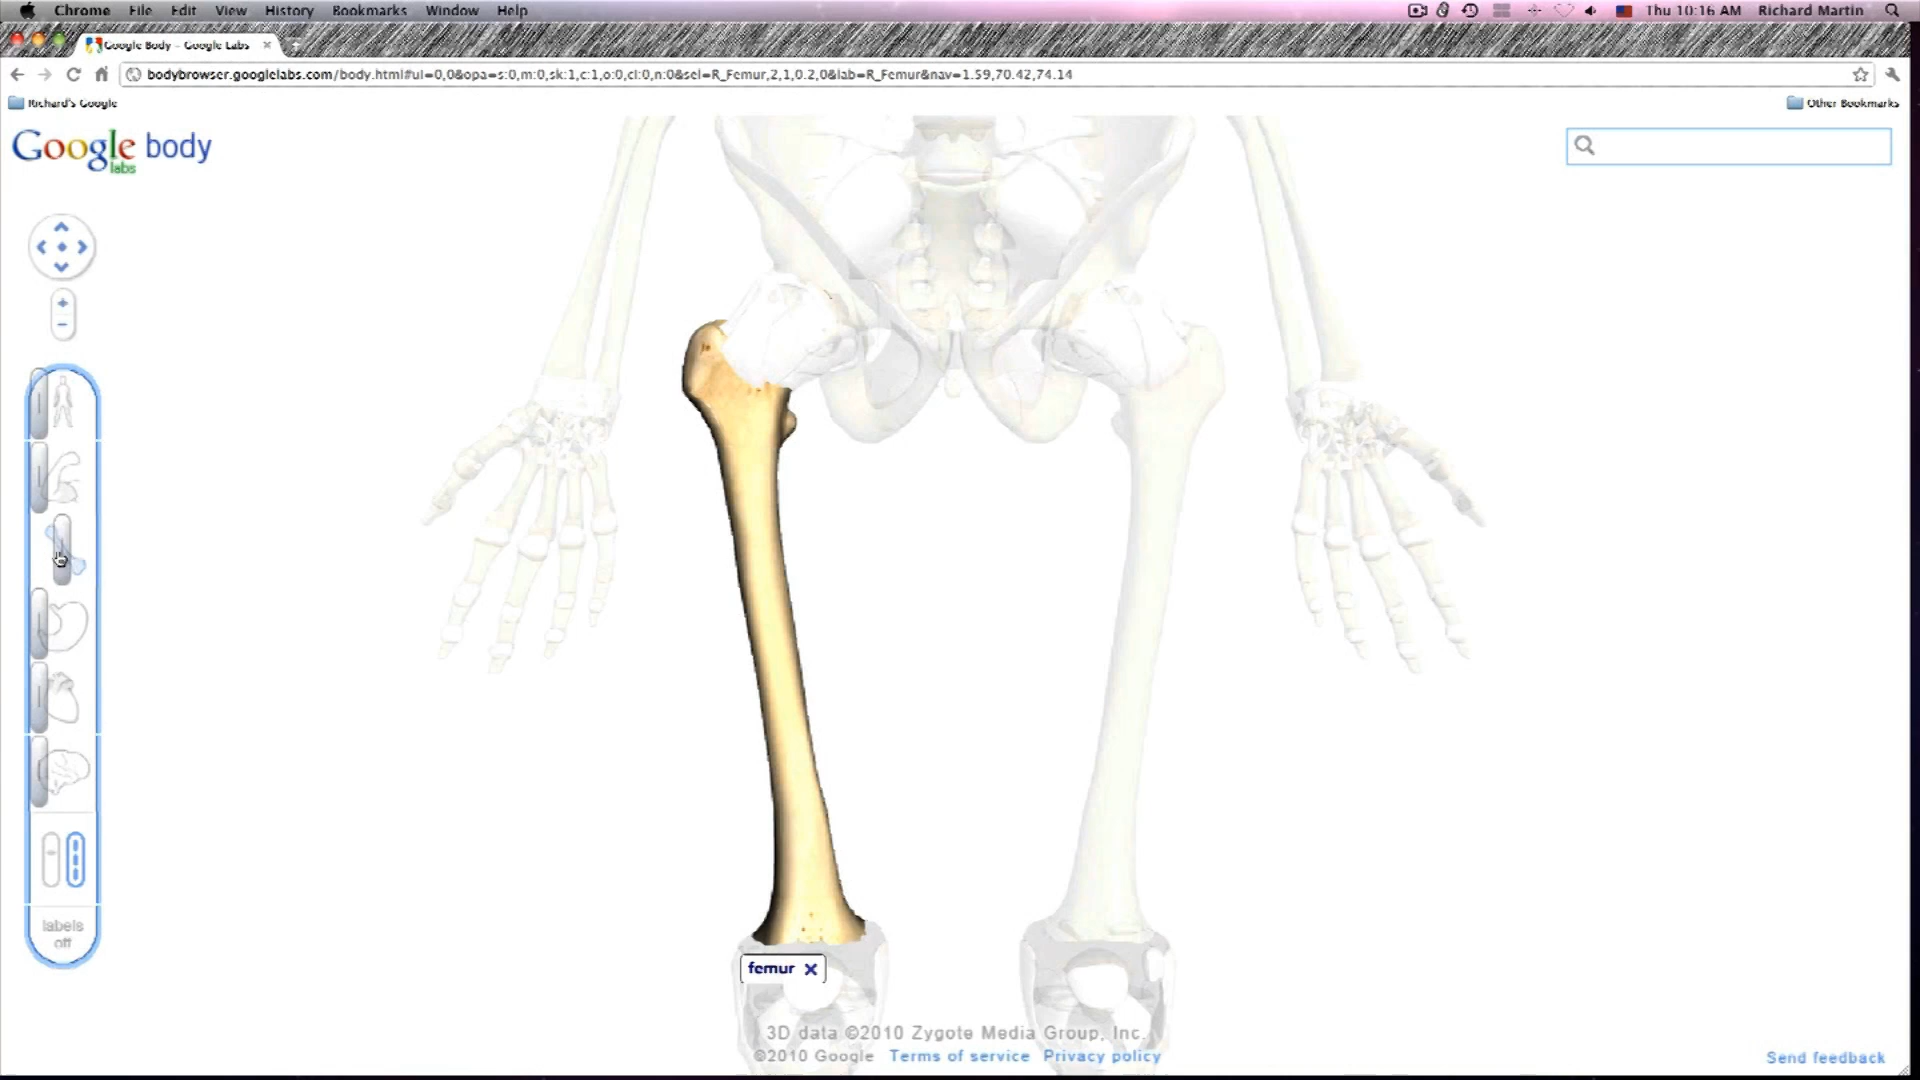 Chrome File Edit View History Bookmarks Window Help Thu 10:16 AM Richard Martin
Google Body - Google Labs
bodybrowser.googlelabs.com/body.html#ui=0,0&opa=s:0,m:0,sk:1,c:1,o:0,cl:0,n:0&sel=R_Femur,2,1,0.2,0&lab=R_Femur&nav=1.59,70.42,74.14
Richard's Google Other Bookmarks
Google body
labs
labels
off
femur
3D data ©2010 Zygote Media Group, Inc.
©2010 Google Terms of service Privacy policy
Send feedback